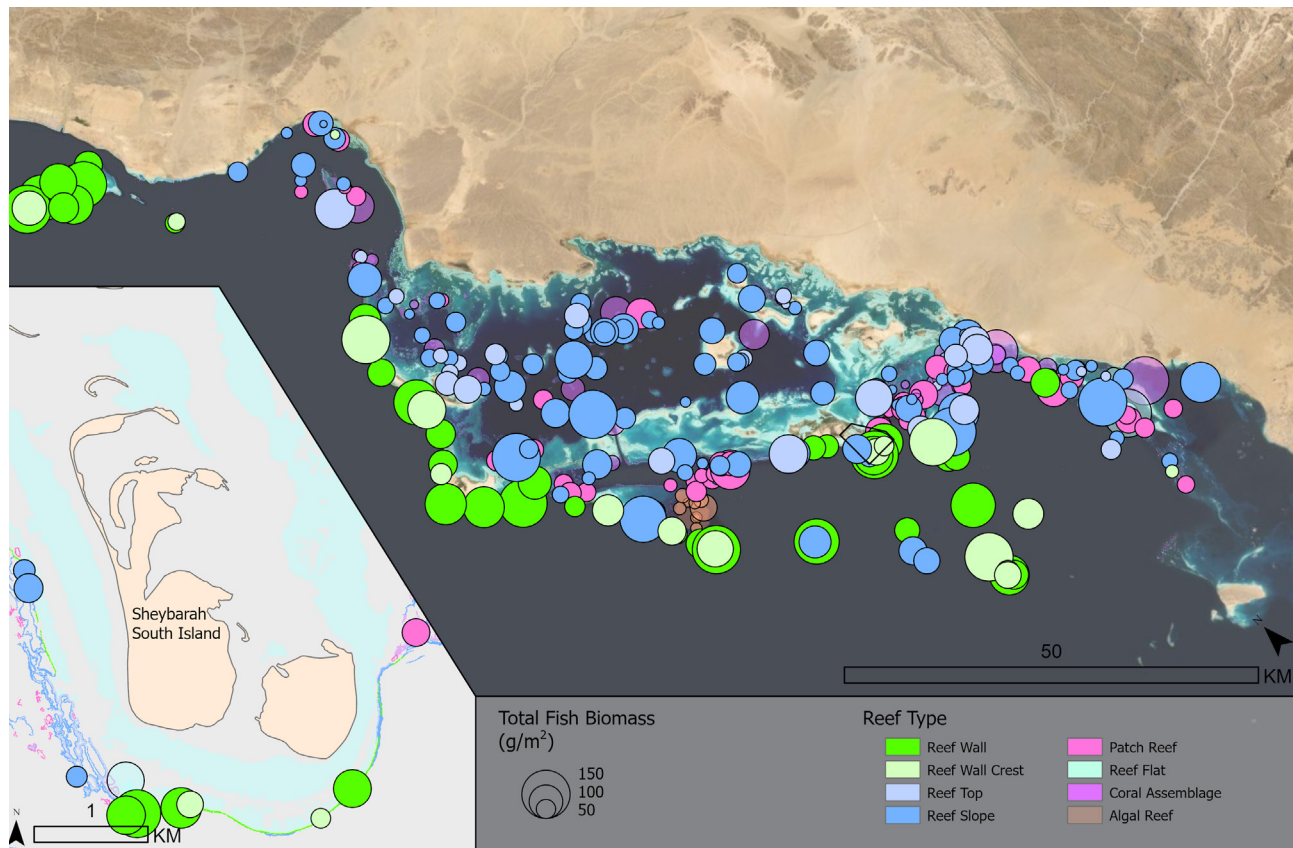 N
50
KM
Sheybarah
South Island
N
1
KM
Total Fish Biomass
(g/m²)
150
100
50
Reef Type
Reef Wall
Reef Wall Crest
Reef Top
Reef Slope
Patch Reef
Reef Flat
Coral Assemblage
Algal Reef